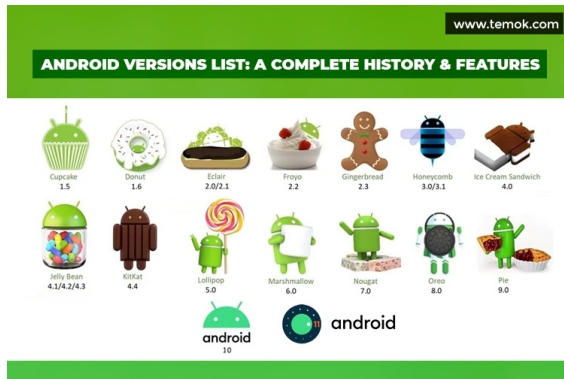 www.temok.com
ANDROID VERSIONS LIST: A COMPLETE HISTORY & FEATURES
Cupcake
1.5
Donut
1.6
Eclair
2.0/2.1
Froyo
2.2
Gingerbread
2.3
Honeycomb
3.0/3.1
Ice Cream Sandwich
4.0
Jelly Bean
4.1/4.2/4.3
KitKat
4.4
Lollipop
5.0
Marshmallow
6.0
Nougat
7.0
Oreo
8.0
Pie
9.0
android
10
11
android